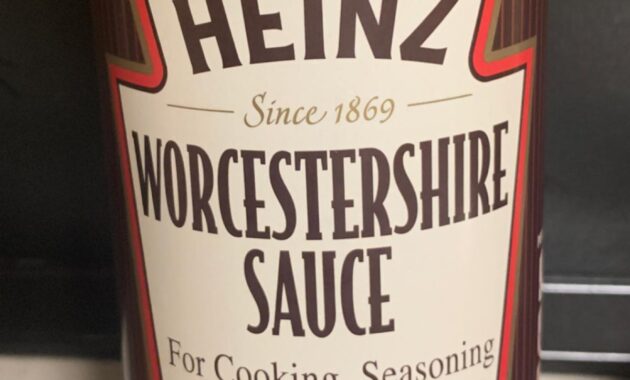 HEINZ
Since 1869
WORCESTERSHIRE
SAUCE
For Cooking, Seasoning